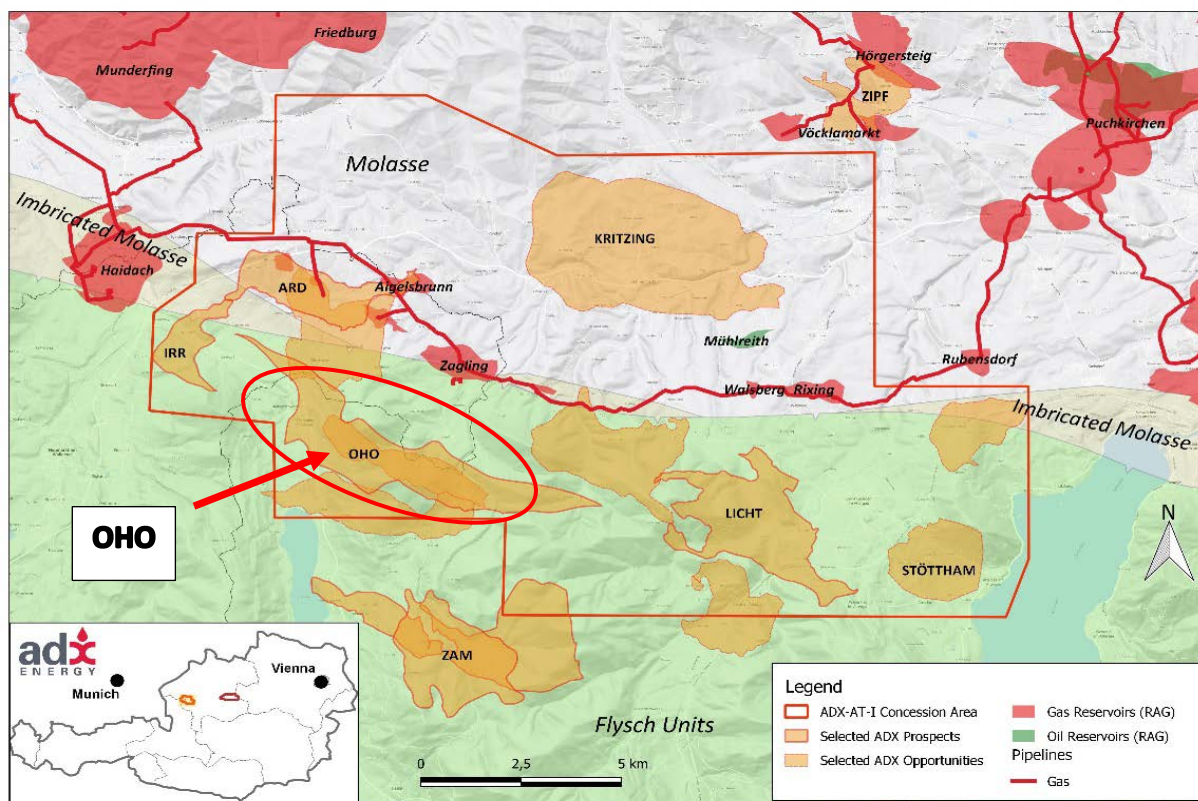 Friedburg
Munderfing
Hörgersteig
ZIPF
Vöcklamarkt
Puchkirchen
Molasse
Imbricated Molasse
KRITZING
Haidach
ARD
Aigelsbrunn
IRR
Mühlreith
Zagling
Rubensdorf
Walsberg Rixing
Imbricated Molasse
OHO
LICHT
OHO
N
STÖTTHAM
ZAM
Flysch Units
adx
ENERGY
Munich
Vienna
0 2,5 5 km
Legend
ADX-AT-I Concession Area
Selected ADX Prospects
Selected ADX Opportunities
Gas Reservoirs (RAG)
Oil Reservoirs (RAG)
Pipelines
Gas